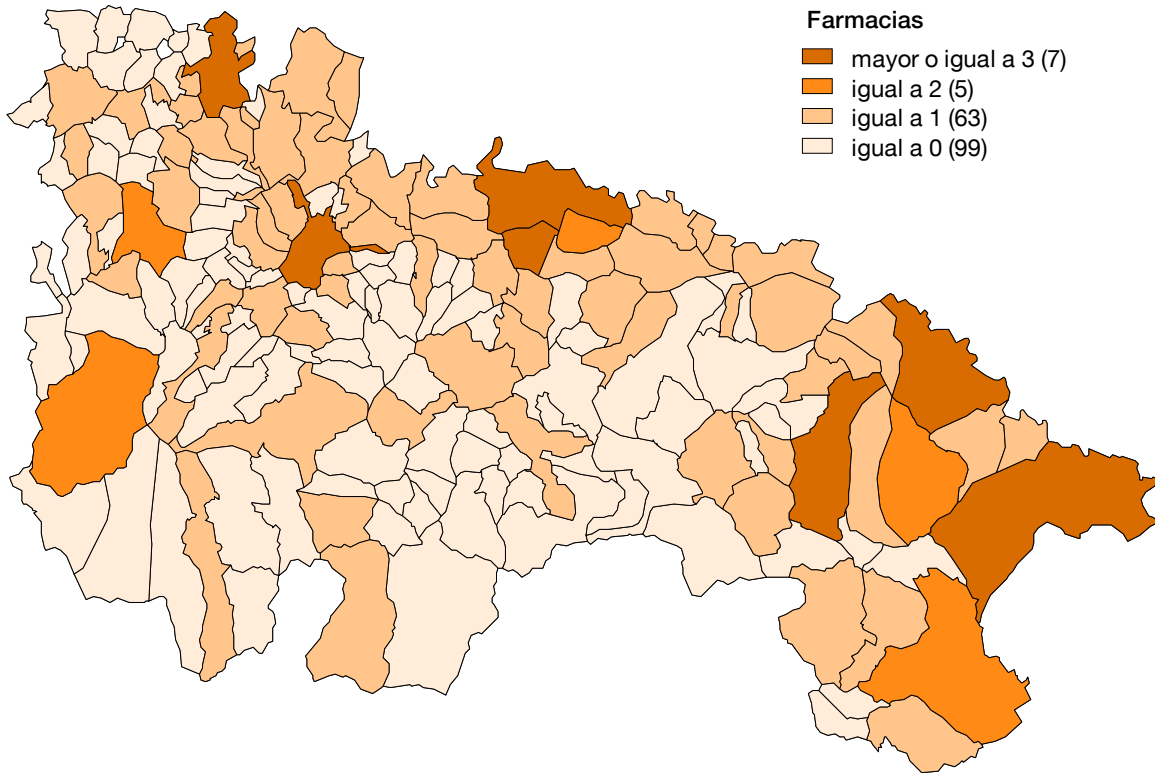 Farmacias
mayor o igual a 3 (7)
igual a 2 (5)
igual a 1 (63)
igual a 0 (99)